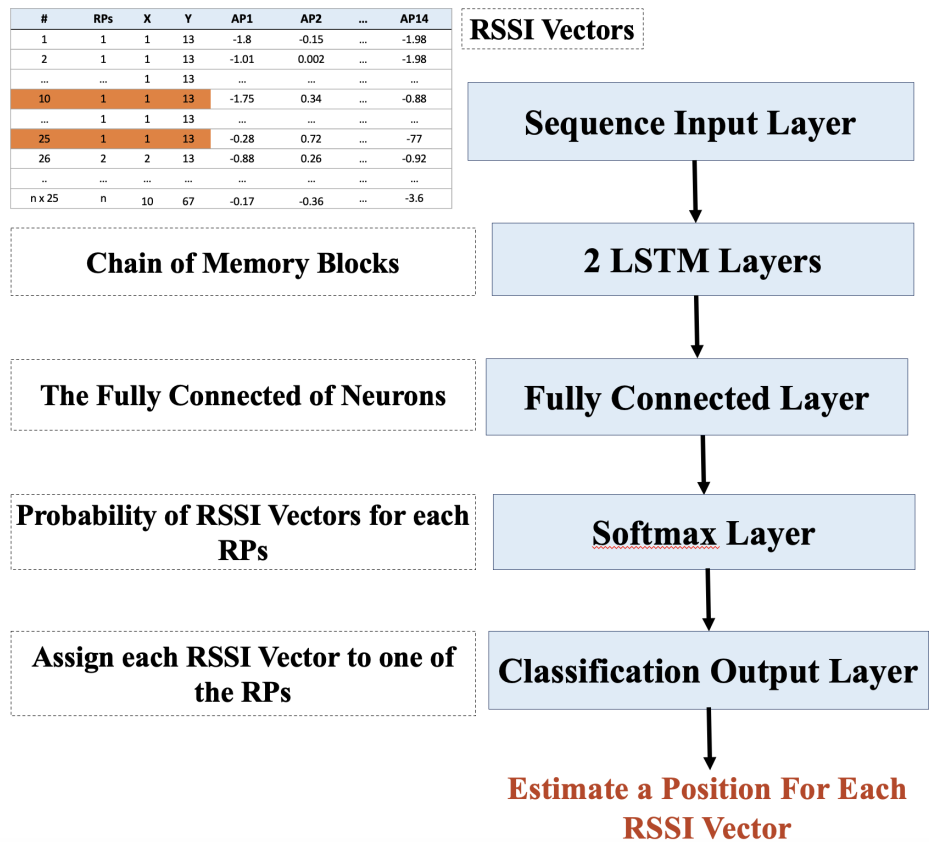 # RPs X Y AP1 AP2 ... AP14
1 1 1 13 -1.8 -0.15 ... -1.98
2 1 1 13 -1.01 0.002 ... -1.98
... ... 1 13 ... ... ... ...
10 1 1 13 -1.75 0.34 ... -0.88
... 1 1 13 ... ... ... ...
25 1 1 13 -0.28 0.72 ... -77
26 2 2 13 -0.88 0.26 ... -0.92
.. ... ... ... ... ... ... ...
n x 25 n 10 67 -0.17 -0.36 ... -3.6
RSSI Vectors
Sequence Input Layer
Chain of Memory Blocks
2 LSTM Layers
The Fully Connected of Neurons
Fully Connected Layer
Probability of RSSI Vectors for each
RPs
Softmax Layer
Assign each RSSI Vector to one of
the RPs
Classification Output Layer
Estimate a Position For Each
RSSI Vector